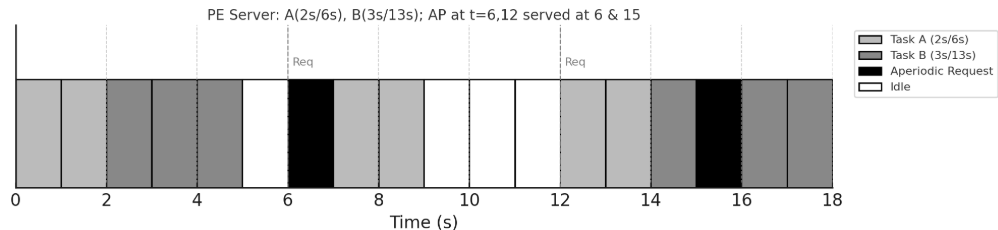 PE Server: A(2s/6s), B(3s/13s); AP at t=6,12 served at 6 & 15
Req
Req
Task A (2s/6s)
Task B (3s/13s)
Aperiodic Request
Idle
0 2 4 6 8 10 12 14 16 18
Time (s)